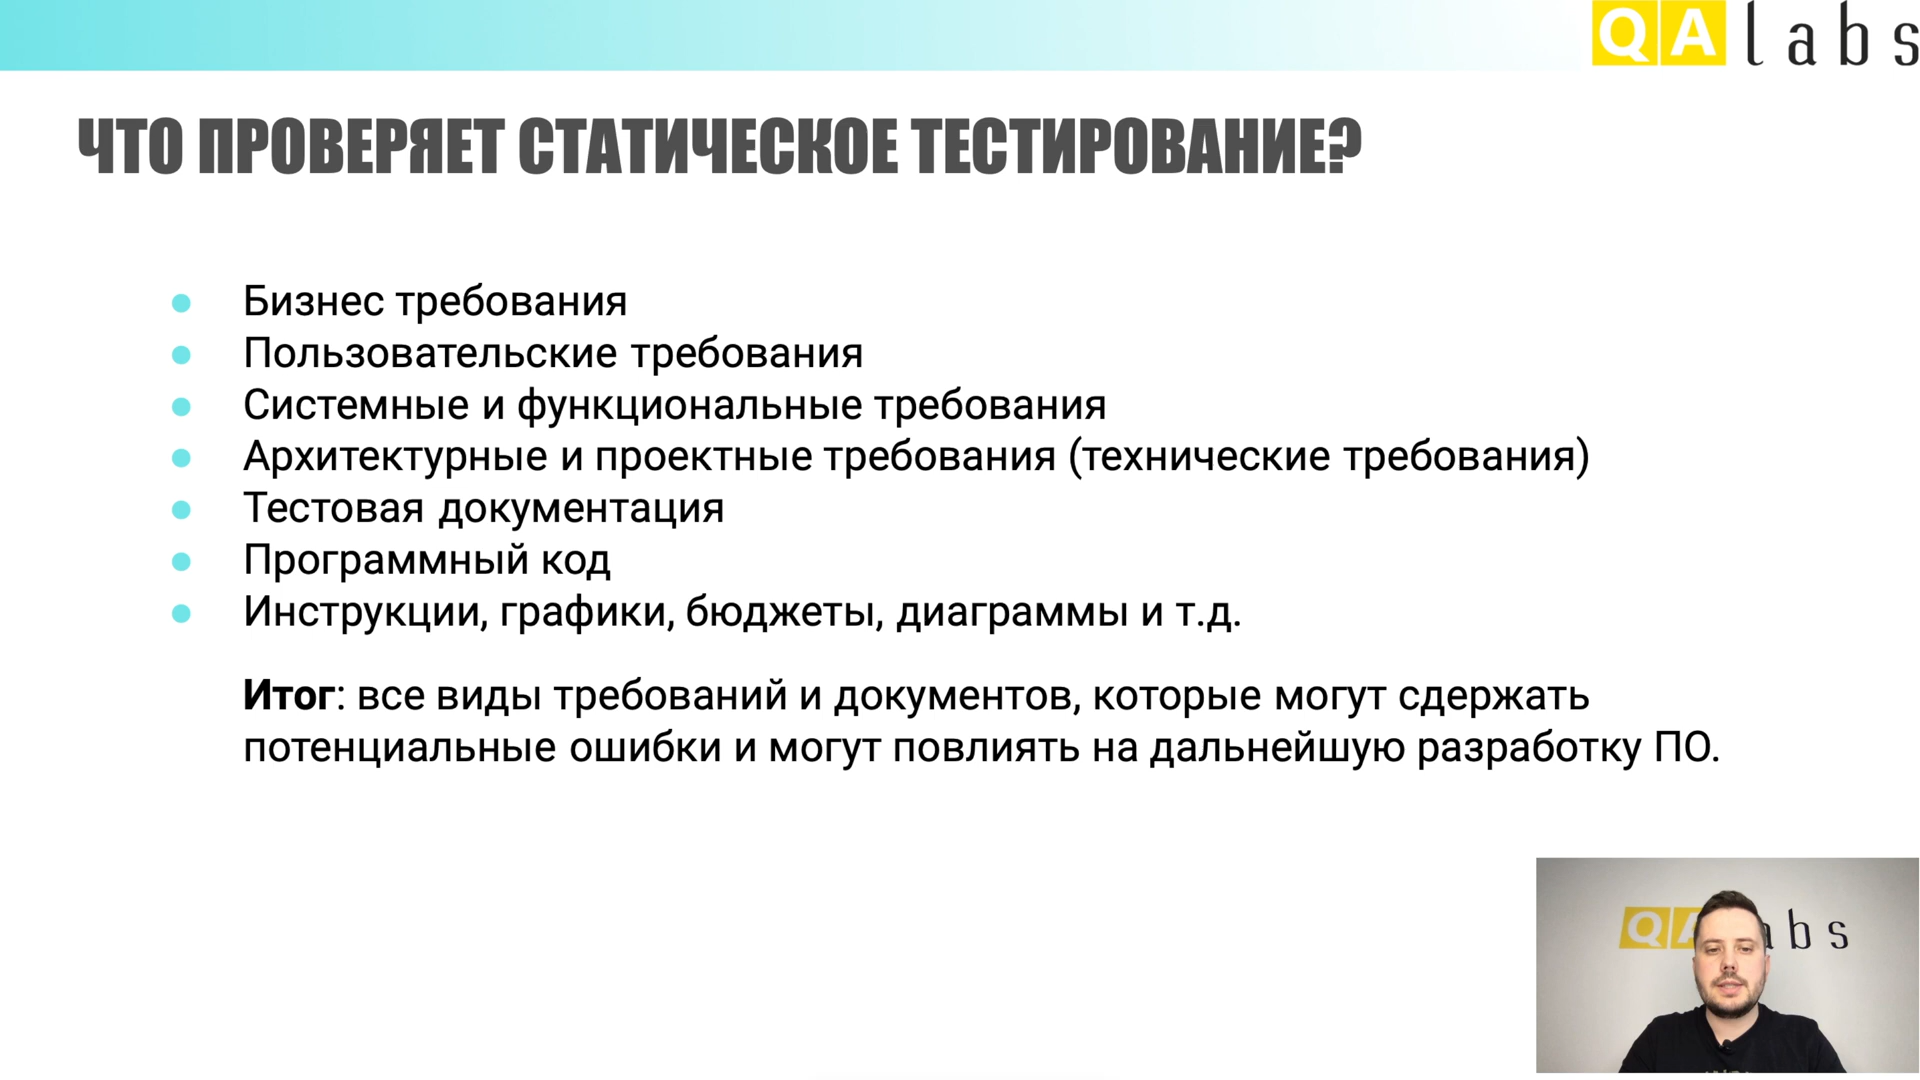 QA labs
ЧТО ПРОВЕРЯЕТ СТАТИЧЕСКОЕ ТЕСТИРОВАНИЕ?
Бизнес требования
Пользовательские требования
Системные и функциональные требования
Архитектурные и проектные требования (технические требования)
Тестовая документация
Программный код
Инструкции, графики, бюджеты, диаграммы и т.д.
Итог: все виды требований и документов, которые могут сдержать
потенциальные ошибки и могут повлиять на дальнейшую разработку ПО.
QA abs